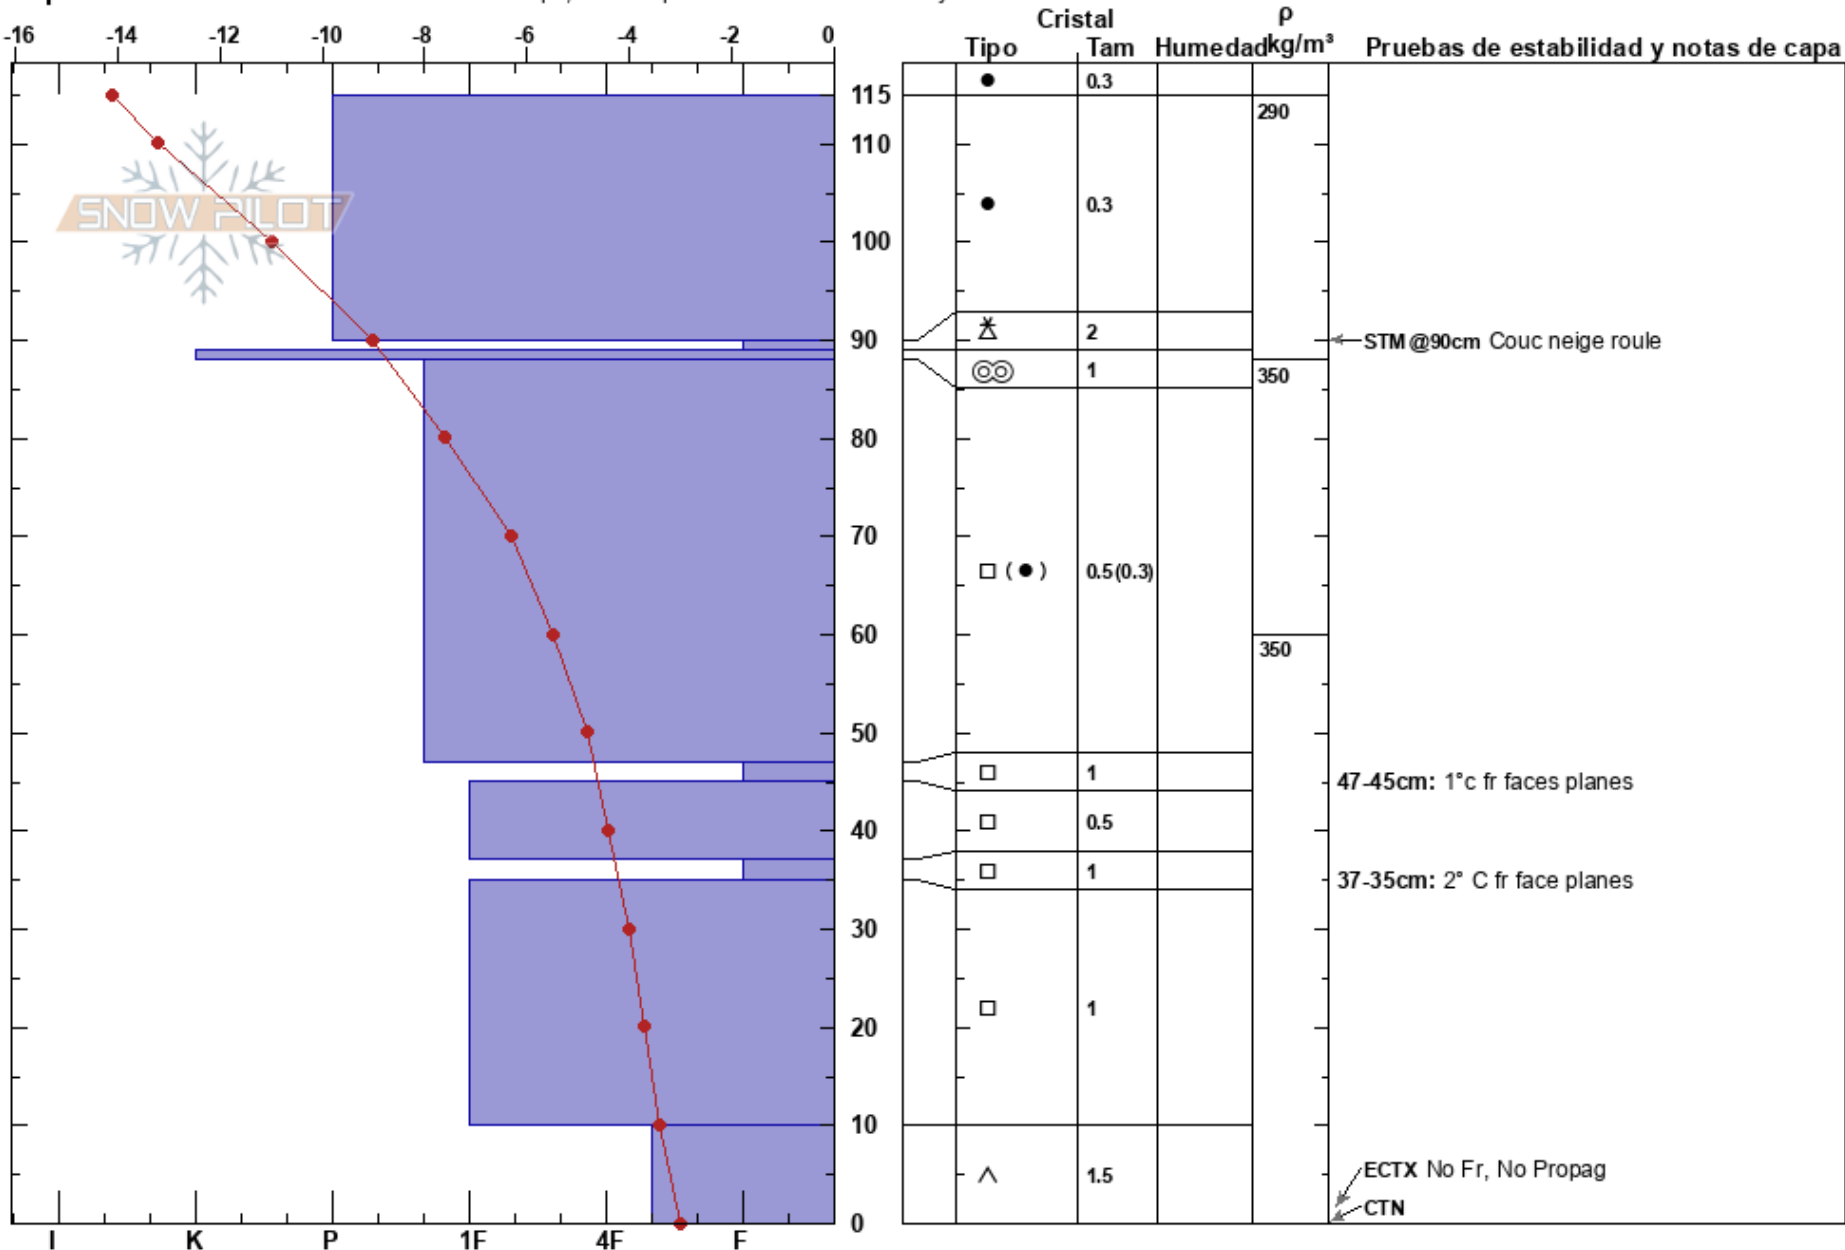 Cristal
ρ
-16 -14 -12 -10 -8 -6 -4 -2 0
Tipo Tam Humedad kg/m³ Pruebas de estabilidad y notas de capa
0.3
115
290
110
SNOW PILOT
0.3
100
2
90
STM@90cm Couc neige roule
1
350
80
70
0.5(0.3)
60
350
50
1
47-45cm: 1°c fr faces planes
0.5
40
1
37-35cm: 2° C fr face planes
30
1
20
10
ECTX No Fr, No Propag
1.5
CTN
0
I K P 1F 4F F